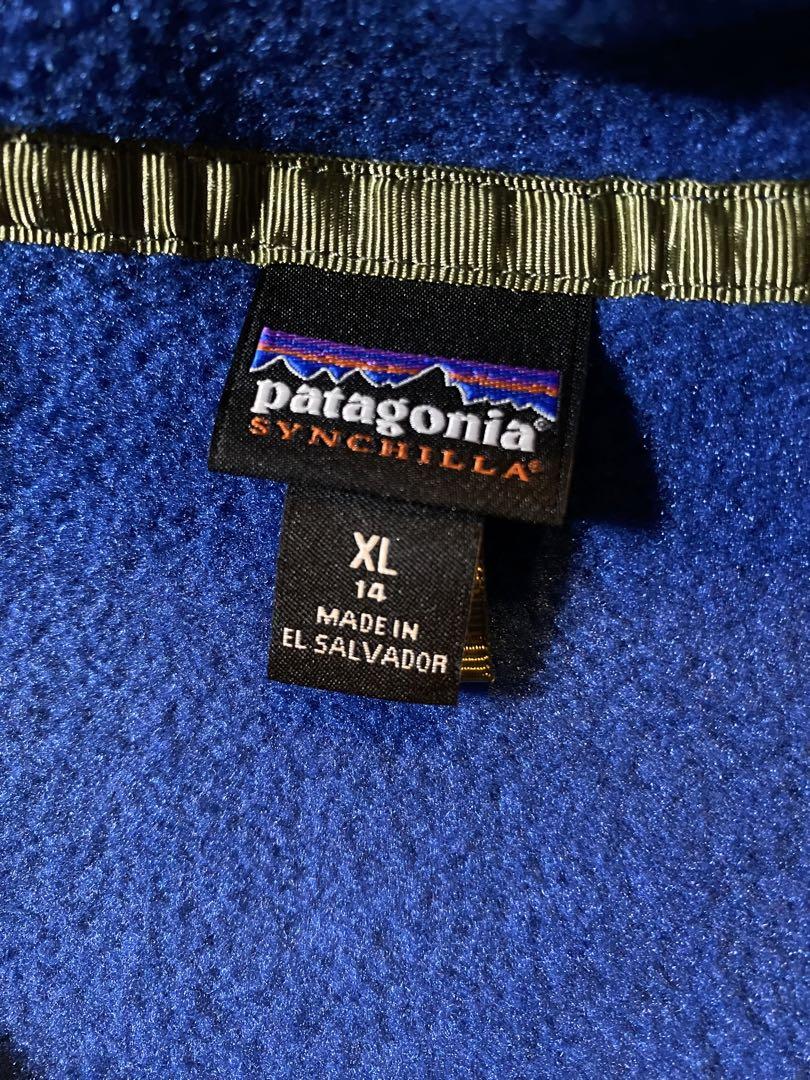 patagonia®
SYNCHILLA®
XL
14
MADE IN
EL SALVADOR